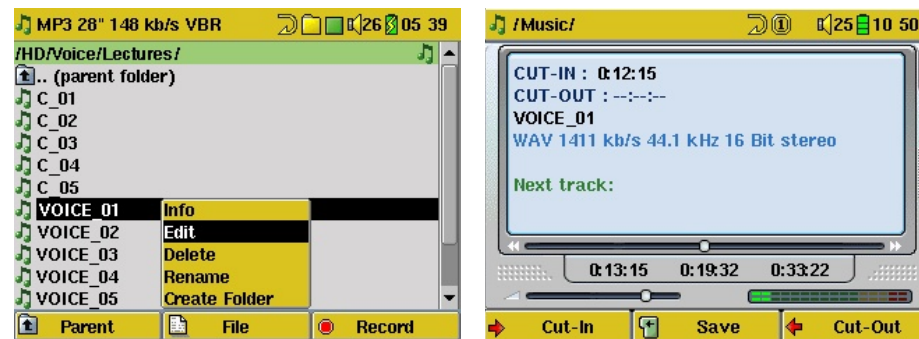 MP3 28" 148 kb/s VBR 26 05 39
/HD/Voice/Lectures/
.. (parent folder)
C_01
C_02
C_03
C_04
C_05
VOICE_01 Info
VOICE_02 Edit
VOICE_03 Delete
VOICE_04 Rename
VOICE_05 Create Folder
Parent File Record
/Music/ 1 25 10 50
CUT-IN : 0:12:15
CUT-OUT : --:--:--
VOICE_01
WAV 1411 kb/s 44.1 kHz 16 Bit stereo
Next track:
0:13:15 0:19:32 0:33:22
Cut-In Save Cut-Out